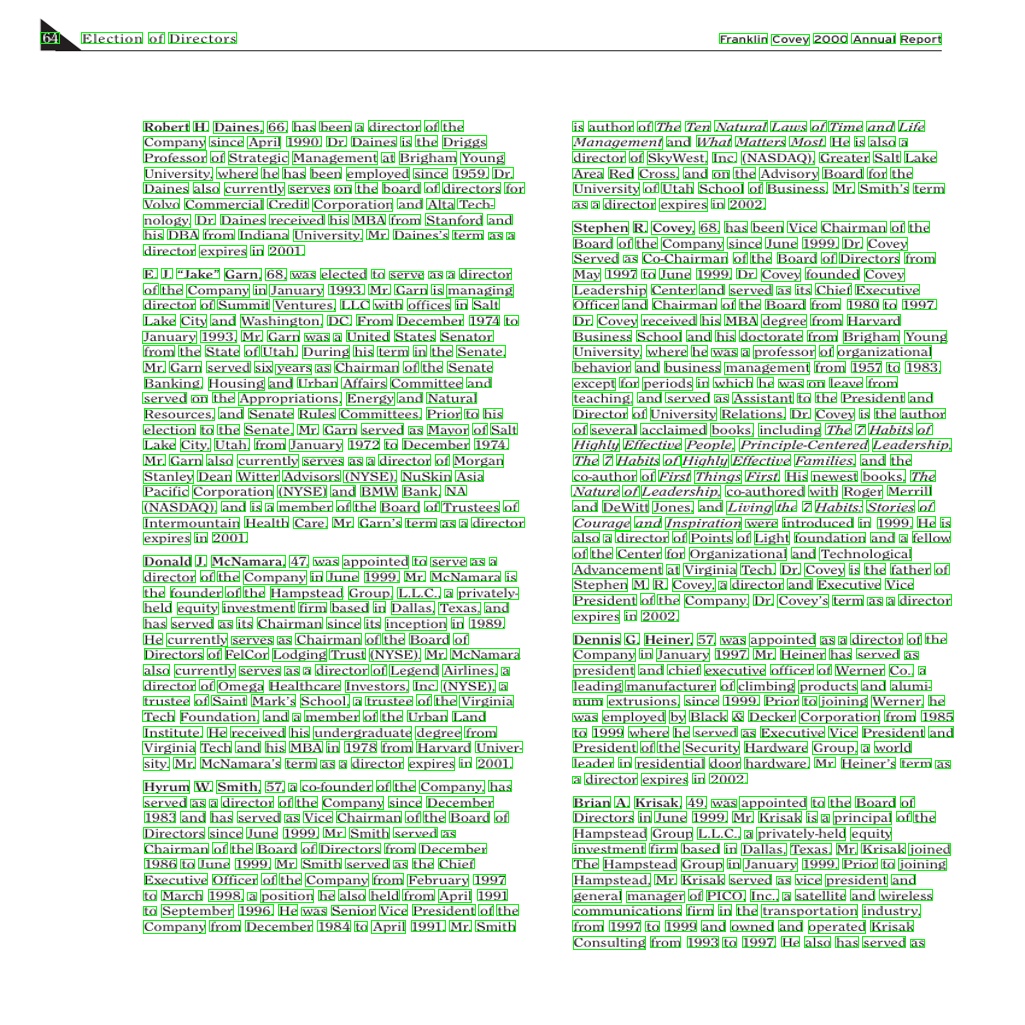 64 Election of Directors
Franklin Covey 2000 Annual Report
Robert H. Daines, 66, has been a director of the
Company since April 1990. Dr. Daines is the Driggs
Professor of Strategic Management at Brigham Young
University, where he has been employed since 1959. Dr.
Daines also currently serves on the board of directors for
Volvo Commercial Credit Corporation and Alta Tech-
nology. Dr. Daines received his MBA from Stanford and
his DBA from Indiana University. Mr. Daines's term as a
director expires in 2001.
E. J. “Jake” Garn, 68, was elected to serve as a director
of the Company in January 1993. Mr. Garn is managing
director of Summit Ventures, LLC with offices in Salt
Lake City and Washington, DC. From December 1974 to
January 1993, Mr. Garn was a United States Senator
from the State of Utah. During his term in the Senate,
Mr. Garn served six years as Chairman of the Senate
Banking, Housing and Urban Affairs Committee and
served on the Appropriations, Energy and Natural
Resources, and Senate Rules Committees. Prior to his
election to the Senate, Mr. Garn served as Mayor of Salt
Lake City, Utah, from January 1972 to December 1974.
Mr. Garn also currently serves as a director of Morgan
Stanley Dean Witter Advisors (NYSE), NuSkin Asia
Pacific Corporation (NYSE) and BMW Bank, NA
(NASDAQ), and is a member of the Board of Trustees of
Intermountain Health Care. Mr. Garn's term as a director
expires in 2001.
Donald J. McNamara, 47, was appointed to serve as a
director of the Company in June 1999. Mr. McNamara is
the founder of the Hampstead Group, L.L.C., a privately-
held equity investment firm based in Dallas, Texas, and
has served as its Chairman since its inception in 1989.
He currently serves as Chairman of the Board of
Directors of FelCor Lodging Trust (NYSE). Mr. McNamara
also currently serves as a director of Legend Airlines, a
director of Omega Healthcare Investors, Inc. (NYSE), a
trustee of Saint Mark's School, a trustee of the Virginia
Tech Foundation, and a member of the Urban Land
Institute. He received his undergraduate degree from
Virginia Tech and his MBA in 1978 from Harvard Univer-
sity. Mr. McNamara's term as a director expires in 2001.
Hyrum W. Smith, 57, a co-founder of the Company, has
served as a director of the Company since December
1983 and has served as Vice Chairman of the Board of
Directors since June 1999. Mr. Smith served as
Chairman of the Board of Directors from December
1986 to June 1999. Mr. Smith served as the Chief
Executive Officer of the Company from February 1997
to March 1998, a position he also held from April 1991
to September 1996. He was Senior Vice President of the
Company from December 1984 to April 1991. Mr. Smith
is author of The Ten Natural Laws of Time and Life
Management and What Matters Most. He is also a
director of SkyWest, Inc. (NASDAQ), Greater Salt Lake
Area Red Cross, and on the Advisory Board for the
University of Utah School of Business. Mr. Smith's term
as a director expires in 2002.
Stephen R. Covey, 68, has been Vice Chairman of the
Board of the Company since June 1999. Dr. Covey
Served as Co-Chairman of the Board of Directors from
May 1997 to June 1999. Dr. Covey founded Covey
Leadership Center and served as its Chief Executive
Officer and Chairman of the Board from 1980 to 1997.
Dr. Covey received his MBA degree from Harvard
Business School and his doctorate from Brigham Young
University, where he was a professor of organizational
behavior and business management from 1957 to 1983,
except for periods in which he was on leave from
teaching, and served as Assistant to the President and
Director of University Relations. Dr. Covey is the author
of several acclaimed books, including The 7 Habits of
Highly Effective People, Principle-Centered Leadership,
The 7 Habits of Highly Effective Families, and the
co-author of First Things First. His newest books, The
Nature of Leadership, co-authored with Roger Merrill
and DeWitt Jones, and Living the 7 Habits: Stories of
Courage and Inspiration were introduced in 1999. He is
also a director of Points of Light foundation and a fellow
of the Center for Organizational and Technological
Advancement at Virginia Tech. Dr. Covey is the father of
Stephen M. R. Covey, a director and Executive Vice
President of the Company. Dr. Covey's term as a director
expires in 2002.
Dennis G. Heiner, 57, was appointed as a director of the
Company in January 1997. Mr. Heiner has served as
president and chief executive officer of Werner Co., a
leading manufacturer of climbing products and alumi-
num extrusions, since 1999. Prior to joining Werner, he
was employed by Black & Decker Corporation from 1985
to 1999 where he served as Executive Vice President and
President of the Security Hardware Group, a world
leader in residential door hardware. Mr. Heiner's term as
a director expires in 2002.
Brian A. Krisak, 49, was appointed to the Board of
Directors in June 1999. Mr. Krisak is a principal of the
Hampstead Group L.L.C., a privately-held equity
investment firm based in Dallas, Texas. Mr. Krisak joined
The Hampstead Group in January 1999. Prior to joining
Hampstead, Mr. Krisak served as vice president and
general manager of PICO, Inc., a satellite and wireless
communications firm in the transportation industry,
from 1997 to 1999 and owned and operated Krisak
Consulting from 1993 to 1997. He also has served as